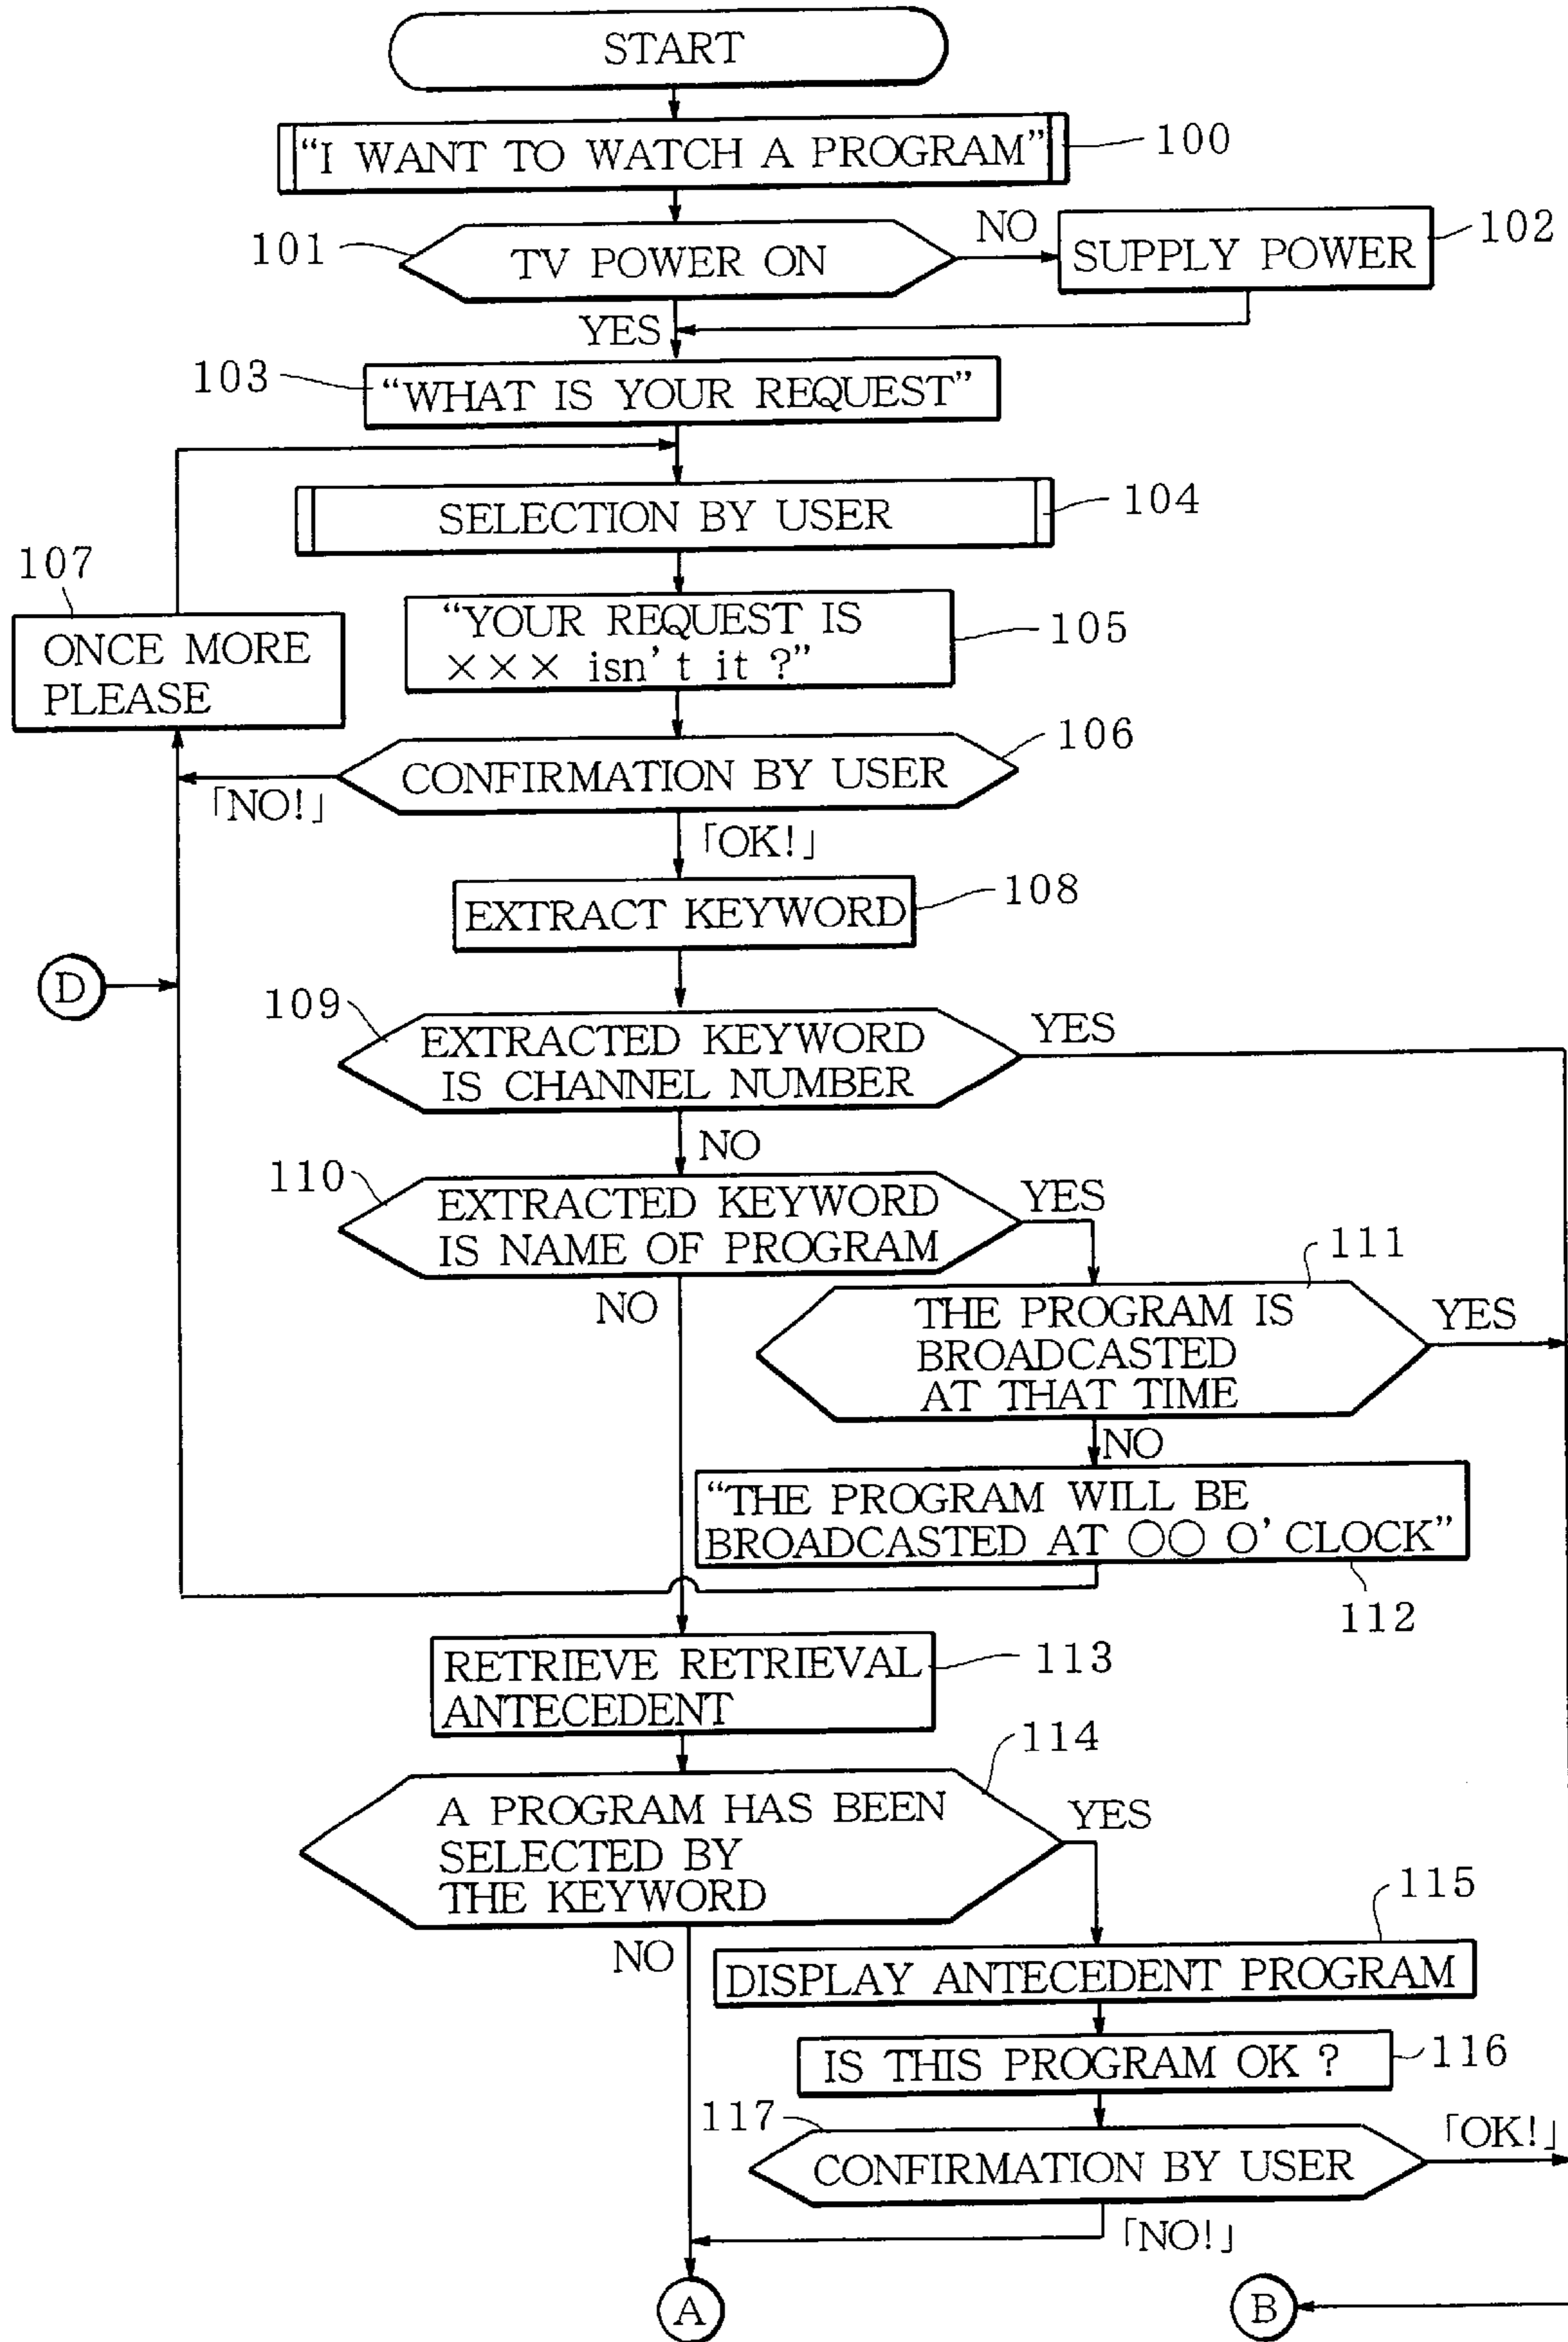 START
“I WANT TO WATCH A PROGRAM”
100
101
TV POWER ON
NO
SUPPLY POWER
102
YES
103
“WHAT IS YOUR REQUEST”
SELECTION BY USER
104
107
ONCE MORE
PLEASE
“YOUR REQUEST IS
××× isn't it ?”
105
CONFIRMATION BY USER
106
「NO!」
「OK!」
EXTRACT KEYWORD
108
D
109
EXTRACTED KEYWORD
IS CHANNEL NUMBER
YES
NO
110
EXTRACTED KEYWORD
IS NAME OF PROGRAM
YES
NO
111
THE PROGRAM IS
BROADCASTED
AT THAT TIME
YES
NO
“THE PROGRAM WILL BE
BROADCASTED AT ○○ O'CLOCK”
112
RETRIEVE RETRIEVAL
ANTECEDENT
113
114
A PROGRAM HAS BEEN
SELECTED BY
THE KEYWORD
YES
NO
115
DISPLAY ANTECEDENT PROGRAM
IS THIS PROGRAM OK ?
116
117
CONFIRMATION BY USER
「OK!」
「NO!」
A
B